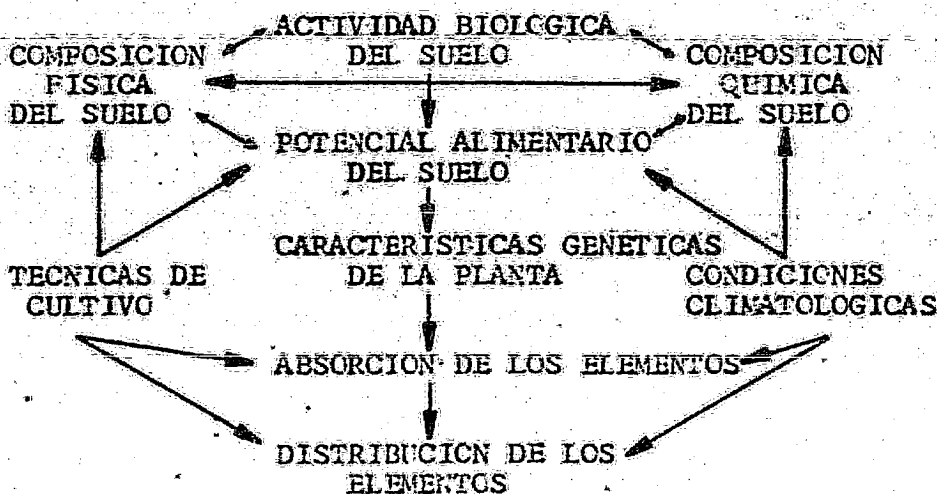 ACTIVIDAD BIOLOGICA
DEL SUELO
COMPOSICION
FISICA
DEL SUELO
COMPOSICION
QUIMICA
DEL SUELO
POTENCIAL ALIMENTARIO
DEL SUELO
CARACTERISTICAS GENETICAS
DE LA PLANTA
TECNICAS DE
CULTIVO
CONDICIONES
CLIMATOLOGICAS
ABSORCION DE LOS ELEMENTOS
DISTRIBUCION DE LOS
ELEMENTOS